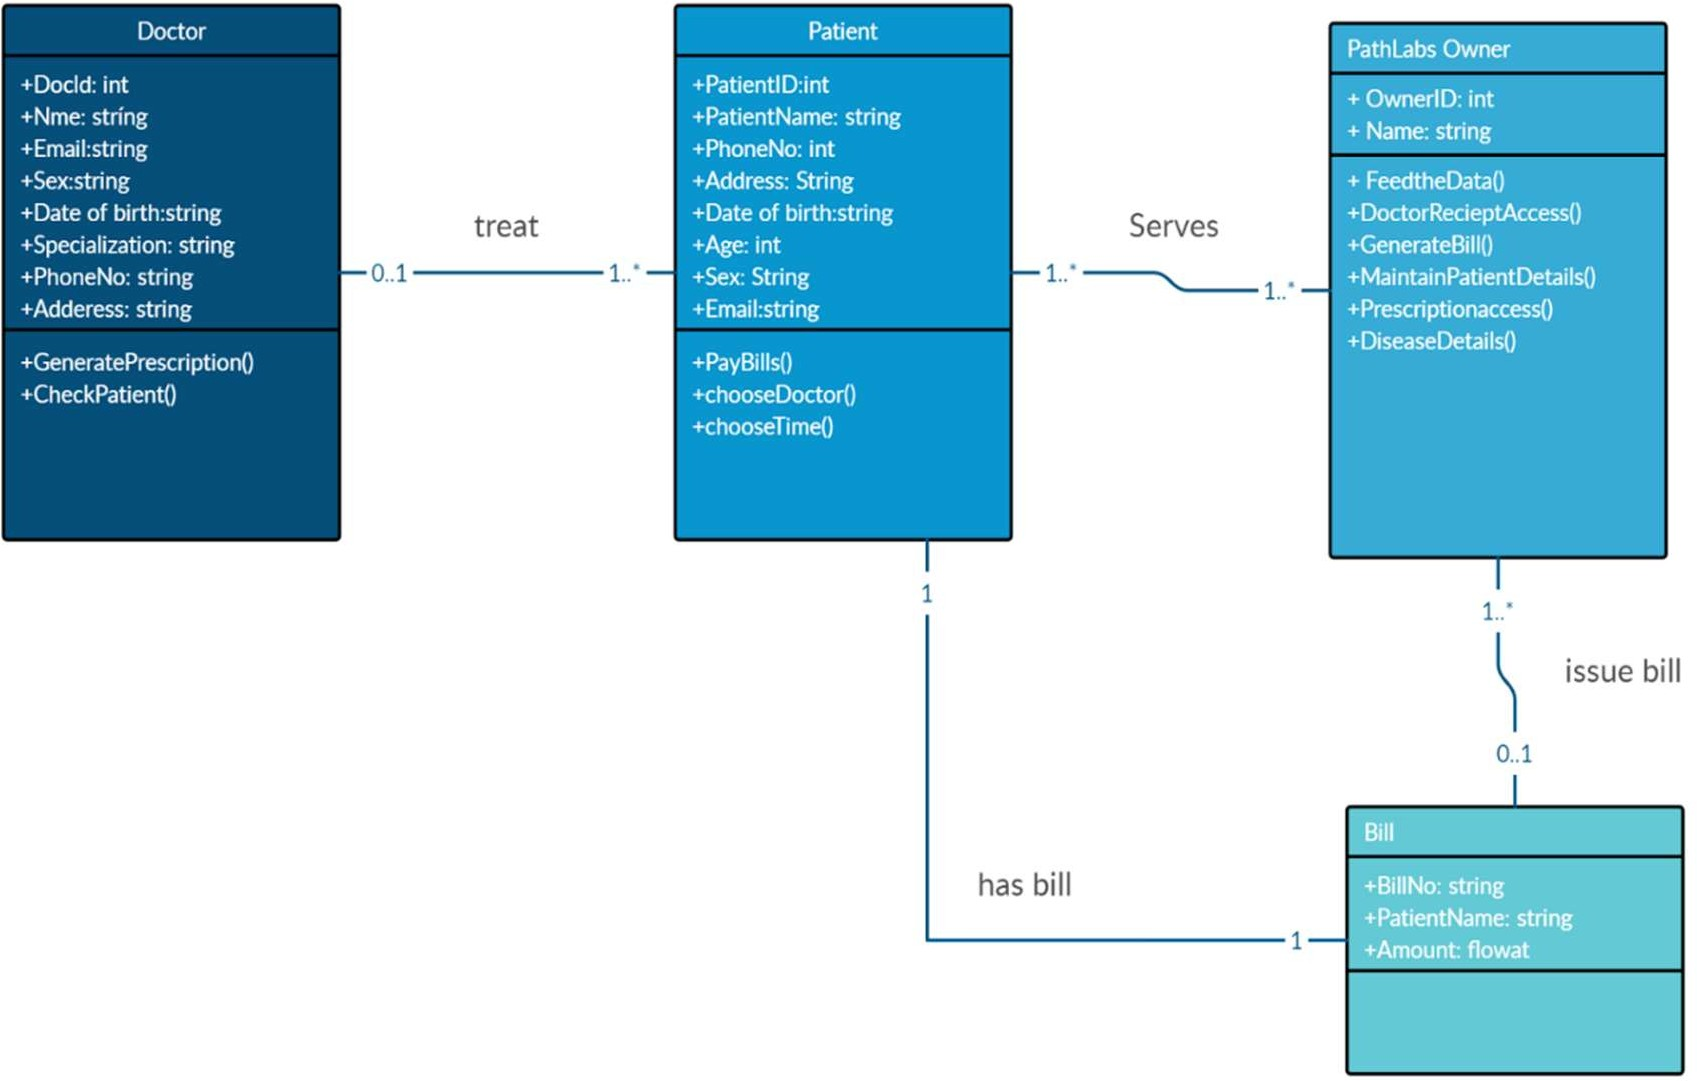 Doctor
+DocId: int
+Nme: stríng
+Email:string
+Sex:string
+Date of birth:string
+Specialization: string
+PhoneNo: string
+Adderess: string
+GeneratePrescription()
+CheckPatient()
treat
0..1
1..*
Patient
+PatientID:int
+PatientName: string
+PhoneNo: int
+Address: String
+Date of birth:string
+Age: int
+Sex: String
+Email:string
+PayBills()
+chooseDoctor()
+chooseTime()
Serves
1..*
1..*
PathLabs Owner
+ OwnerID: int
+ Name: string
+ FeedtheData()
+DoctorRecieptAccess()
+GenerateBill()
+MaintainPatientDetails()
+Prescriptionaccess()
+DiseaseDetails()
1
1..*
issue bill
0..1
has bill
1
Bill
+BillNo: string
+PatientName: string
+Amount: flowat